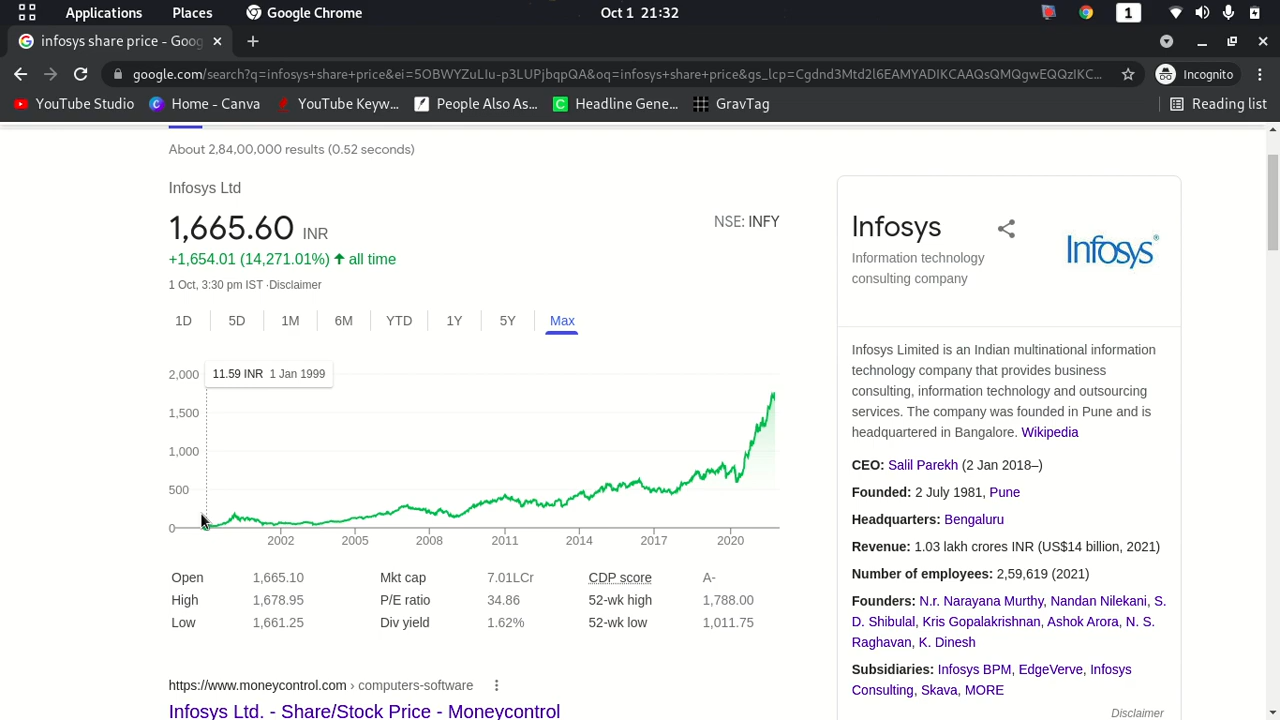 Applications Places Google Chrome Oct 1 21:32 1
infosys share price - Goog
google.com/search?q=infosys+share+price&ei=5OBWYZuLIu-p3LUPjbqpQA&oq=infosys+share+price&gs_lcp=Cgdnd3Mtd2l6EAMYADIKCAAQsQMQgwEQQzIKC... Incognito
YouTube Studio Home - Canva YouTube Keyw... People Also As... Headline Gene... GravTag Reading list
About 2,84,00,000 results (0.52 seconds)
Infosys Ltd
1,665.60 INR
NSE: INFY
+1,654.01 (14,271.01%) ↑ all time
1 Oct, 3:30 pm IST ·Disclaimer
1D 5D 1M 6M YTD 1Y 5Y Max
11.59 INR 1 Jan 1999
2,000
1,500
1,000
500
0
2002 2005 2008 2011 2014 2017 2020
Open 1,665.10 Mkt cap 7.01LCr CDP score A-
High 1,678.95 P/E ratio 34.86 52-wk high 1,788.00
Low 1,661.25 Div yield 1.62% 52-wk low 1,011.75
https://www.moneycontrol.com › computers-software
Infosys Ltd. - Share/Stock Price - Moneycontrol
Infosys
Information technology
consulting company
Infosys®
Infosys Limited is an Indian multinational information
technology company that provides business
consulting, information technology and outsourcing
services. The company was founded in Pune and is
headquartered in Bangalore. Wikipedia
CEO: Salil Parekh (2 Jan 2018–)
Founded: 2 July 1981, Pune
Headquarters: Bengaluru
Revenue: 1.03 lakh crores INR (US$14 billion, 2021)
Number of employees: 2,59,619 (2021)
Founders: N.r. Narayana Murthy, Nandan Nilekani, S.
D. Shibulal, Kris Gopalakrishnan, Ashok Arora, N. S.
Raghavan, K. Dinesh
Subsidiaries: Infosys BPM, EdgeVerve, Infosys
Consulting, Skava, MORE
Disclaimer